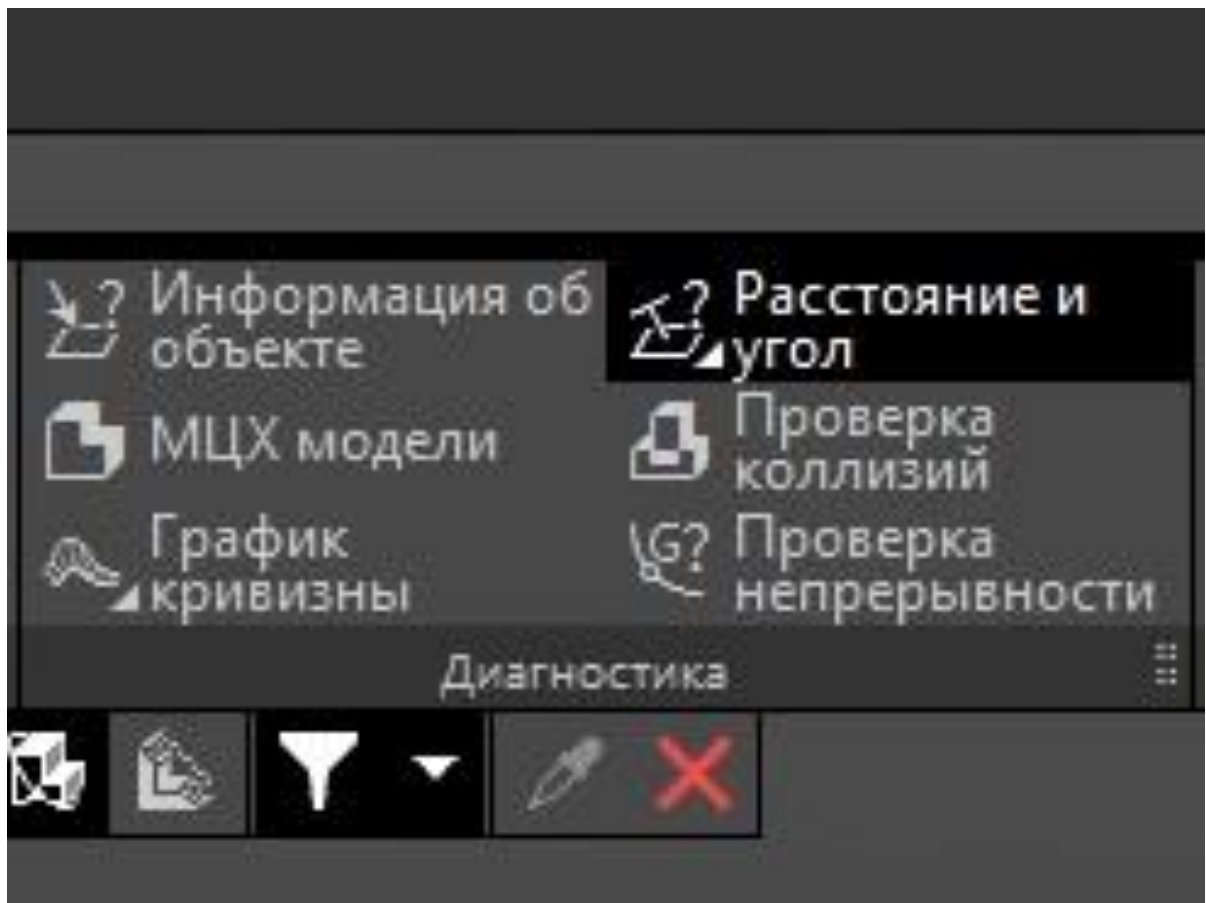 Информация об
объекте
Расстояние и
угол
МЦХ модели
Проверка
коллизий
График
кривизны
G?
Проверка
непрерывности
Диагностика